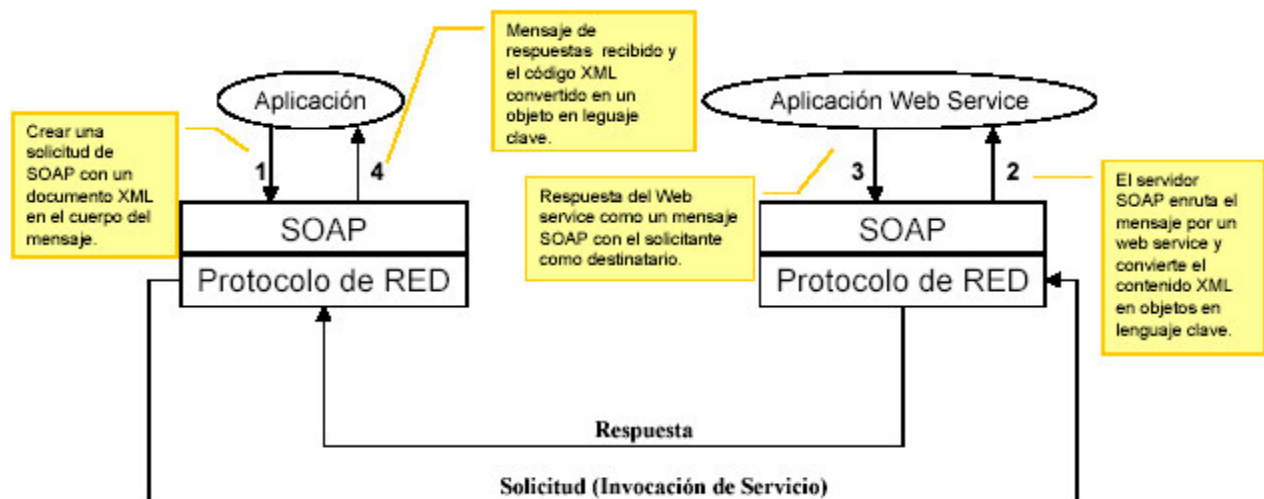 Mensaje de
respuestas recibido y
el código XML
convertido en un
objeto en leguaje
clave.
Aplicación
Aplicación Web Service
Crear una
solicitud de
SOAP con un
documento XML
en el cuerpo del
mensaje.
1
4
3
2
Respuesta del Web
service como un mensaje
SOAP con el solicitante
como destinatario.
El servidor
SOAP enruta el
mensaje por un
web service y
convierte el
contenido XML
en objetos en
lenguaje clave.
SOAP
Protocolo de RED
SOAP
Protocolo de RED
Respuesta
Solicitud (Invocación de Servicio)